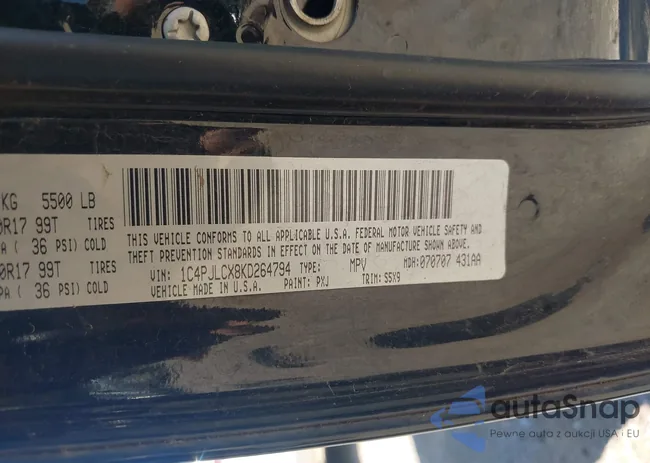 KG 5500 LB
0R17 99T TIRES
PA ( 36 PSI) COLD
0R17 99T TIRES
PA ( 36 PSI) COLD
THIS VEHICLE CONFORMS TO ALL APPLICABLE U.S.A. FEDERAL MOTOR VEHICLE SAFETY AND
THEFT PREVENTION STANDARDS IN EFFECT ON THE DATE OF MANUFACTURE SHOWN ABOVE.
VIN: 1C4PJLCX8KD264794 TYPE: MPV MDH: 070707 431AA
VEHICLE MADE IN U.S.A. PAINT: PXJ TRIM: S5X9
autoSnap
Pewne auta z aukcji USA i EU